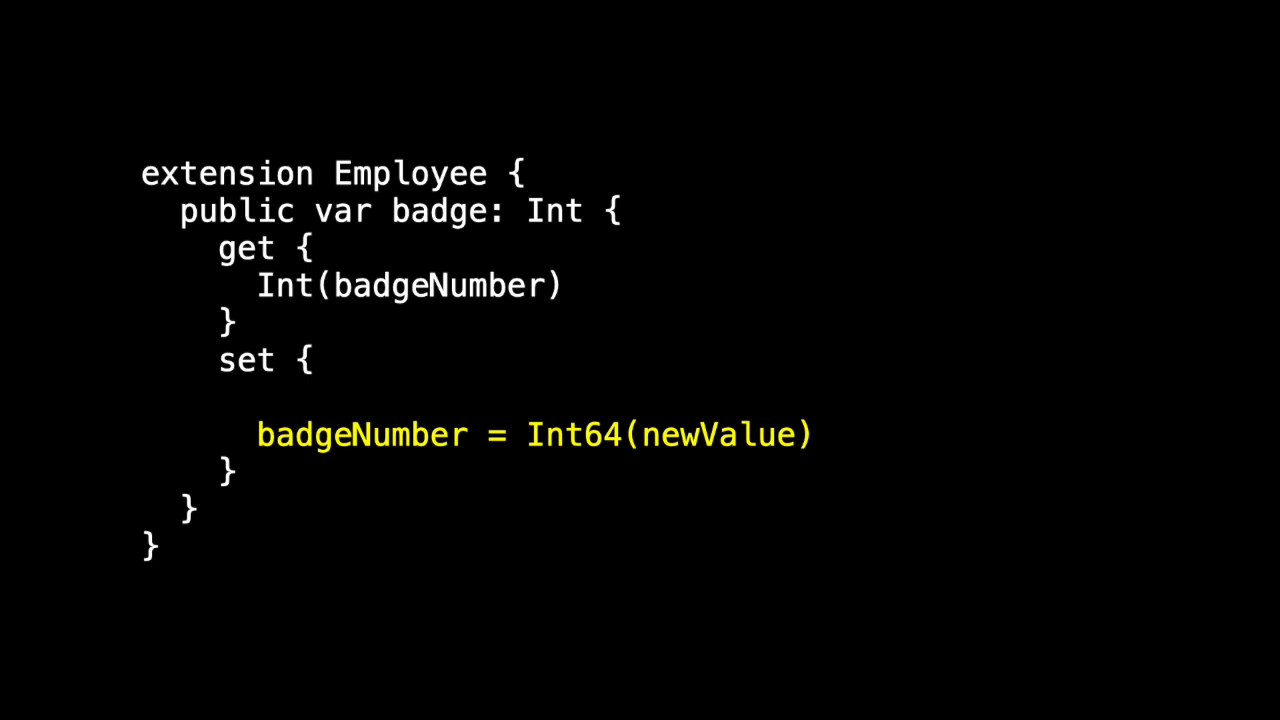 extension Employee {
  public var badge: Int {
    get {
      Int(badgeNumber)
    }
    set {

      badgeNumber = Int64(newValue)
    }
  }
}